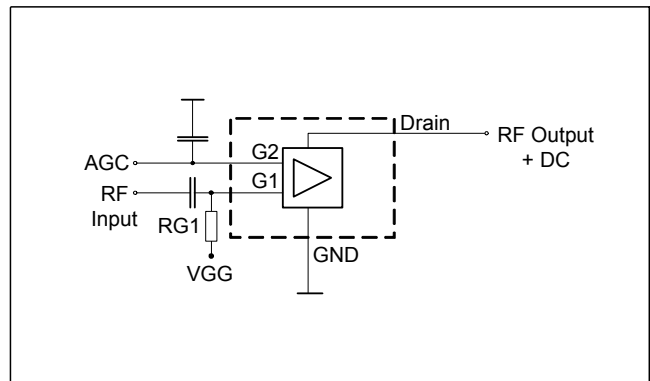 Drain
RF Output
+ DC
AGC
G2
G1
RF
Input
RG1
GND
VGG